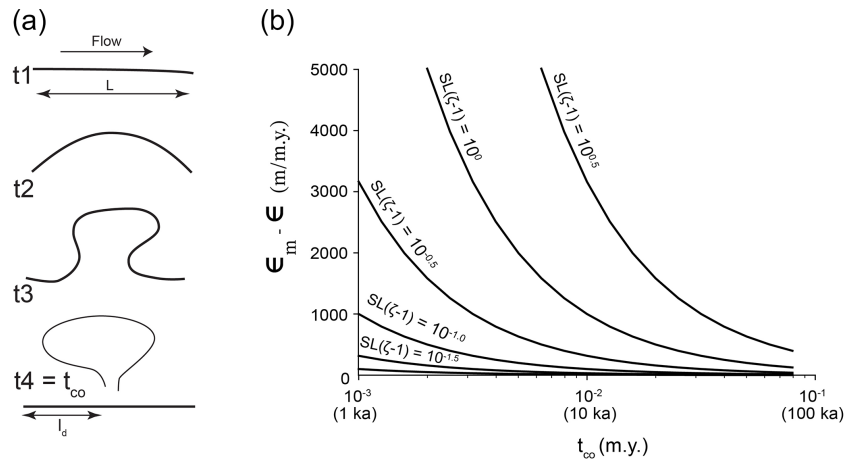 (a)
Flow
t1
L
t2
t3
t4 = t_co
l_d
(b)
5000
4000
3000
2000
1000
0
ϵ_m - ϵ (m/m.y.)
SL(ζ-1) = 10^0
SL(ζ-1) = 10^0.5
SL(ζ-1) = 10^-0.5
SL(ζ-1) = 10^-1.0
SL(ζ-1) = 10^-1.5
10^-3 10^-2 10^-1
(1 ka) (10 ka) (100 ka)
t_co (m.y.)